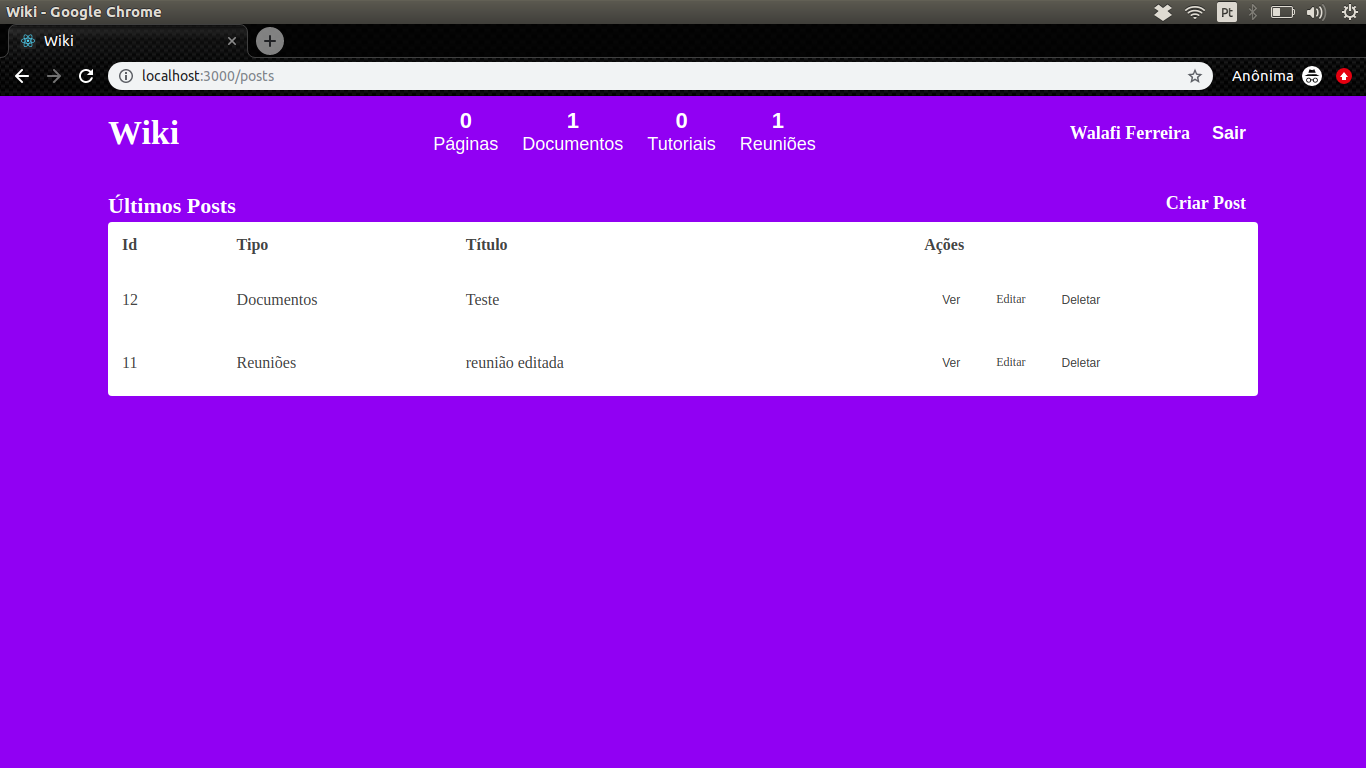 Wiki - Google Chrome
Pt
Wiki
localhost:3000/posts
Anônima
Wiki
0 1 0 1
Páginas Documentos Tutoriais Reuniões
Walafi Ferreira Sair
Últimos Posts
Criar Post
Id Tipo Título Ações
12 Documentos Teste Ver Editar Deletar
11 Reuniões reunião editada Ver Editar Deletar